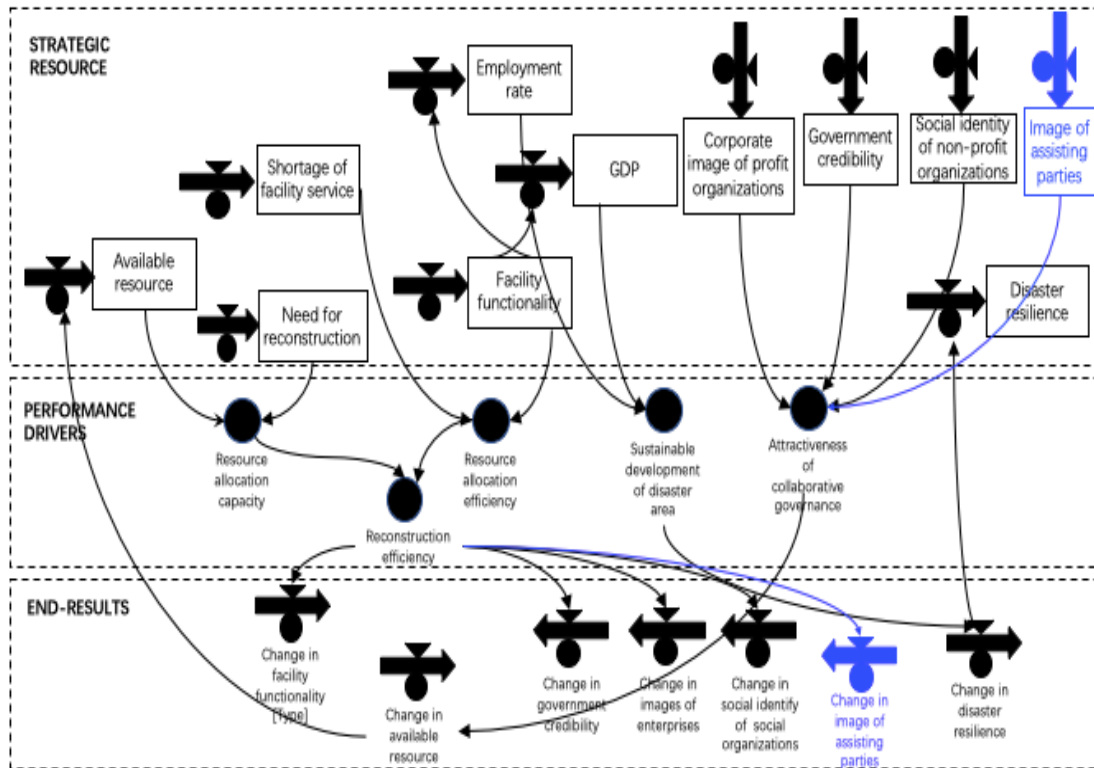 STRATEGIC
RESOURCE
Employment
rate
GDP
Corporate
image of profit
organizations
Government
credibility
Social identity
of non-profit
organizations
Image of
assisting
parties
Shortage of
facility service
Available
resource
Need for
reconstruction
Facility
functionality
Disaster
resilience
PERFORMANCE
DRIVERS
Resource
allocation
capacity
Resource
allocation
efficiency
Sustainable
development
of disaster
area
Attractiveness
of
collaborative
governance
Reconstruction
efficiency
END-RESULTS
Change in
facility
functionality
[Type]
Change in
available
resource
Change in
government
credibility
Change in
images of
enterprises
Change in
social identify
of social
organizations
Change in
image of
assisting
parties
Change in
disaster
resilience